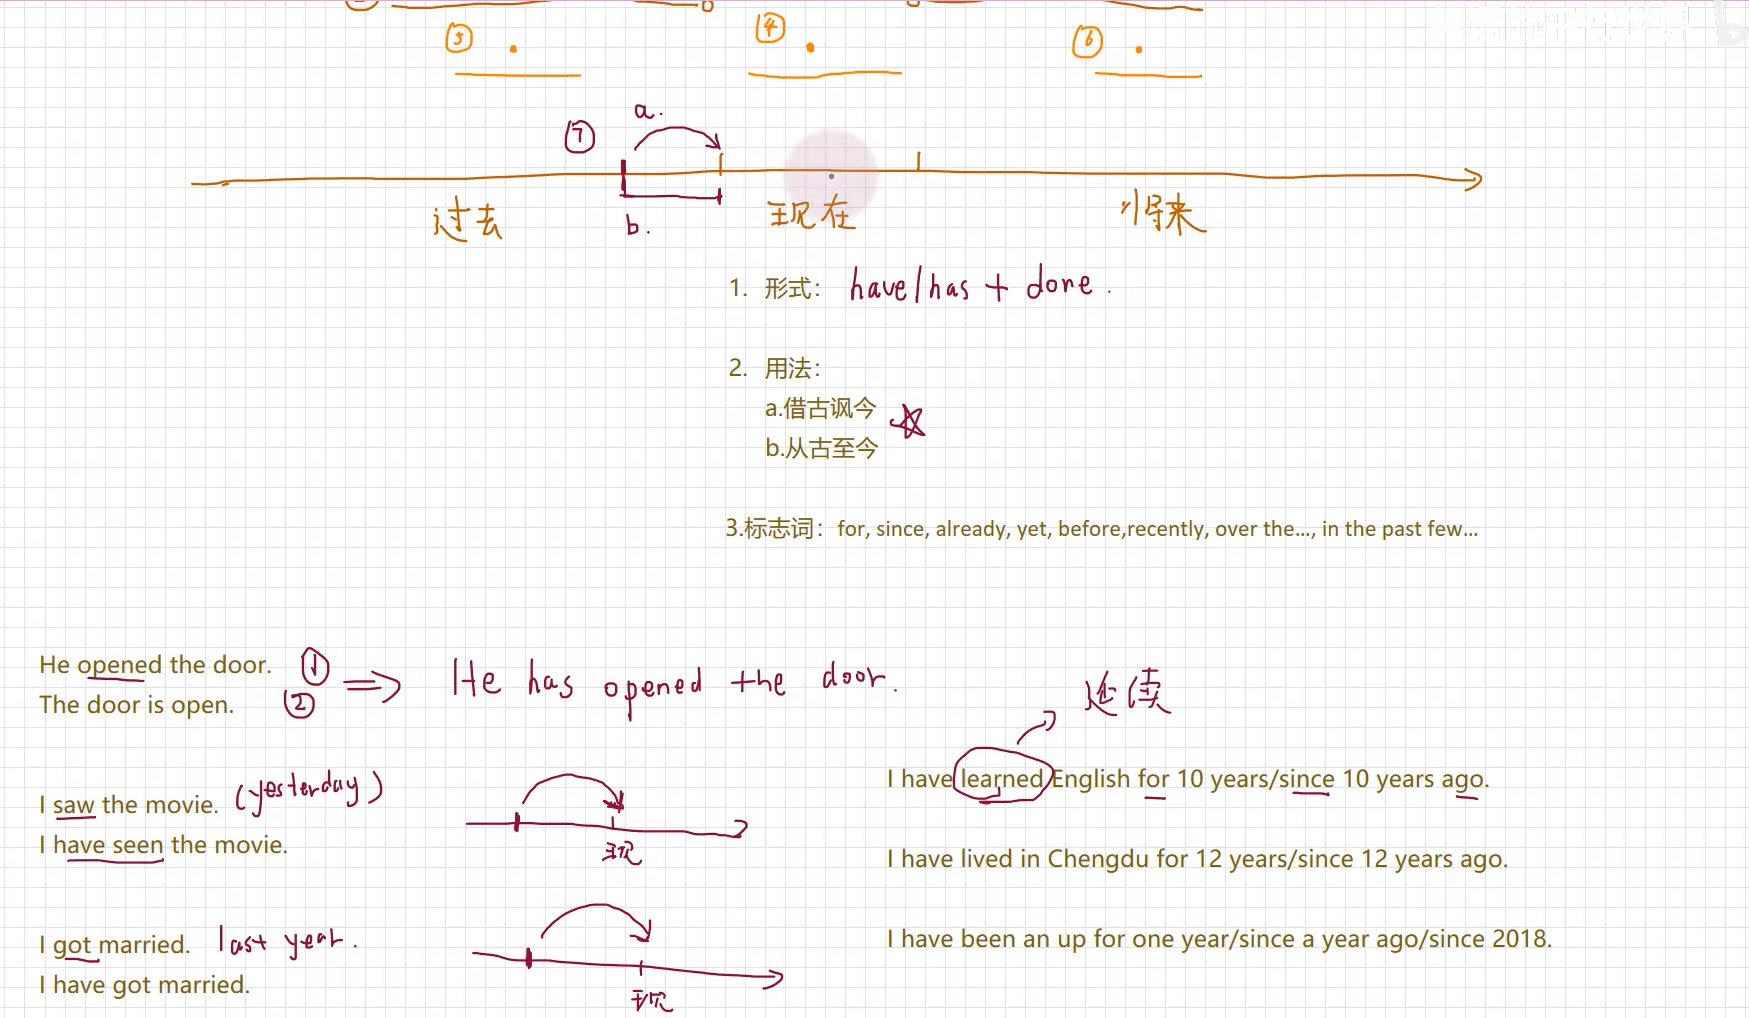 ⑤ ④ ⑥
a.
⑦
过去 现在 将来
b.
1. 形式： have/has + done.
2. 用法：
a.借古讽今
b.从古至今
3.标志词：for, since, already, yet, before,recently, over the..., in the past few...
He opened the door. ①
The door is open. ②
He has opened the door.
I saw the movie. (yesterday)
I have seen the movie.
现
I got married. last year.
I have got married.
现
延续
I have learned English for 10 years/since 10 years ago.
I have lived in Chengdu for 12 years/since 12 years ago.
I have been an up for one year/since a year ago/since 2018.